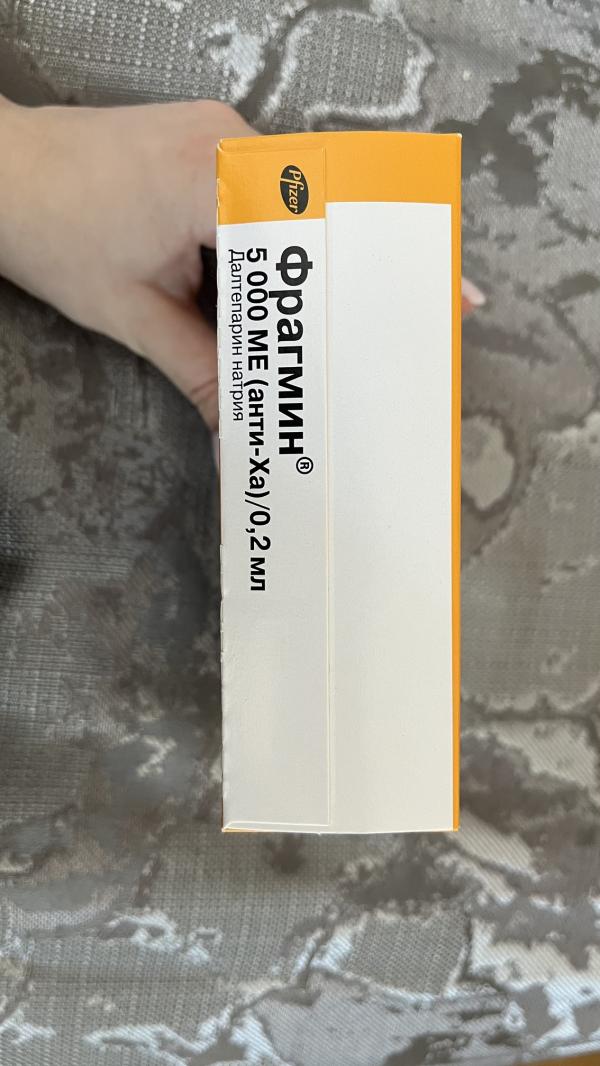 Pfizer
Фрагмин®
5 000 МЕ (анти-Ха)/0,2 мл
Далтепарин натрия